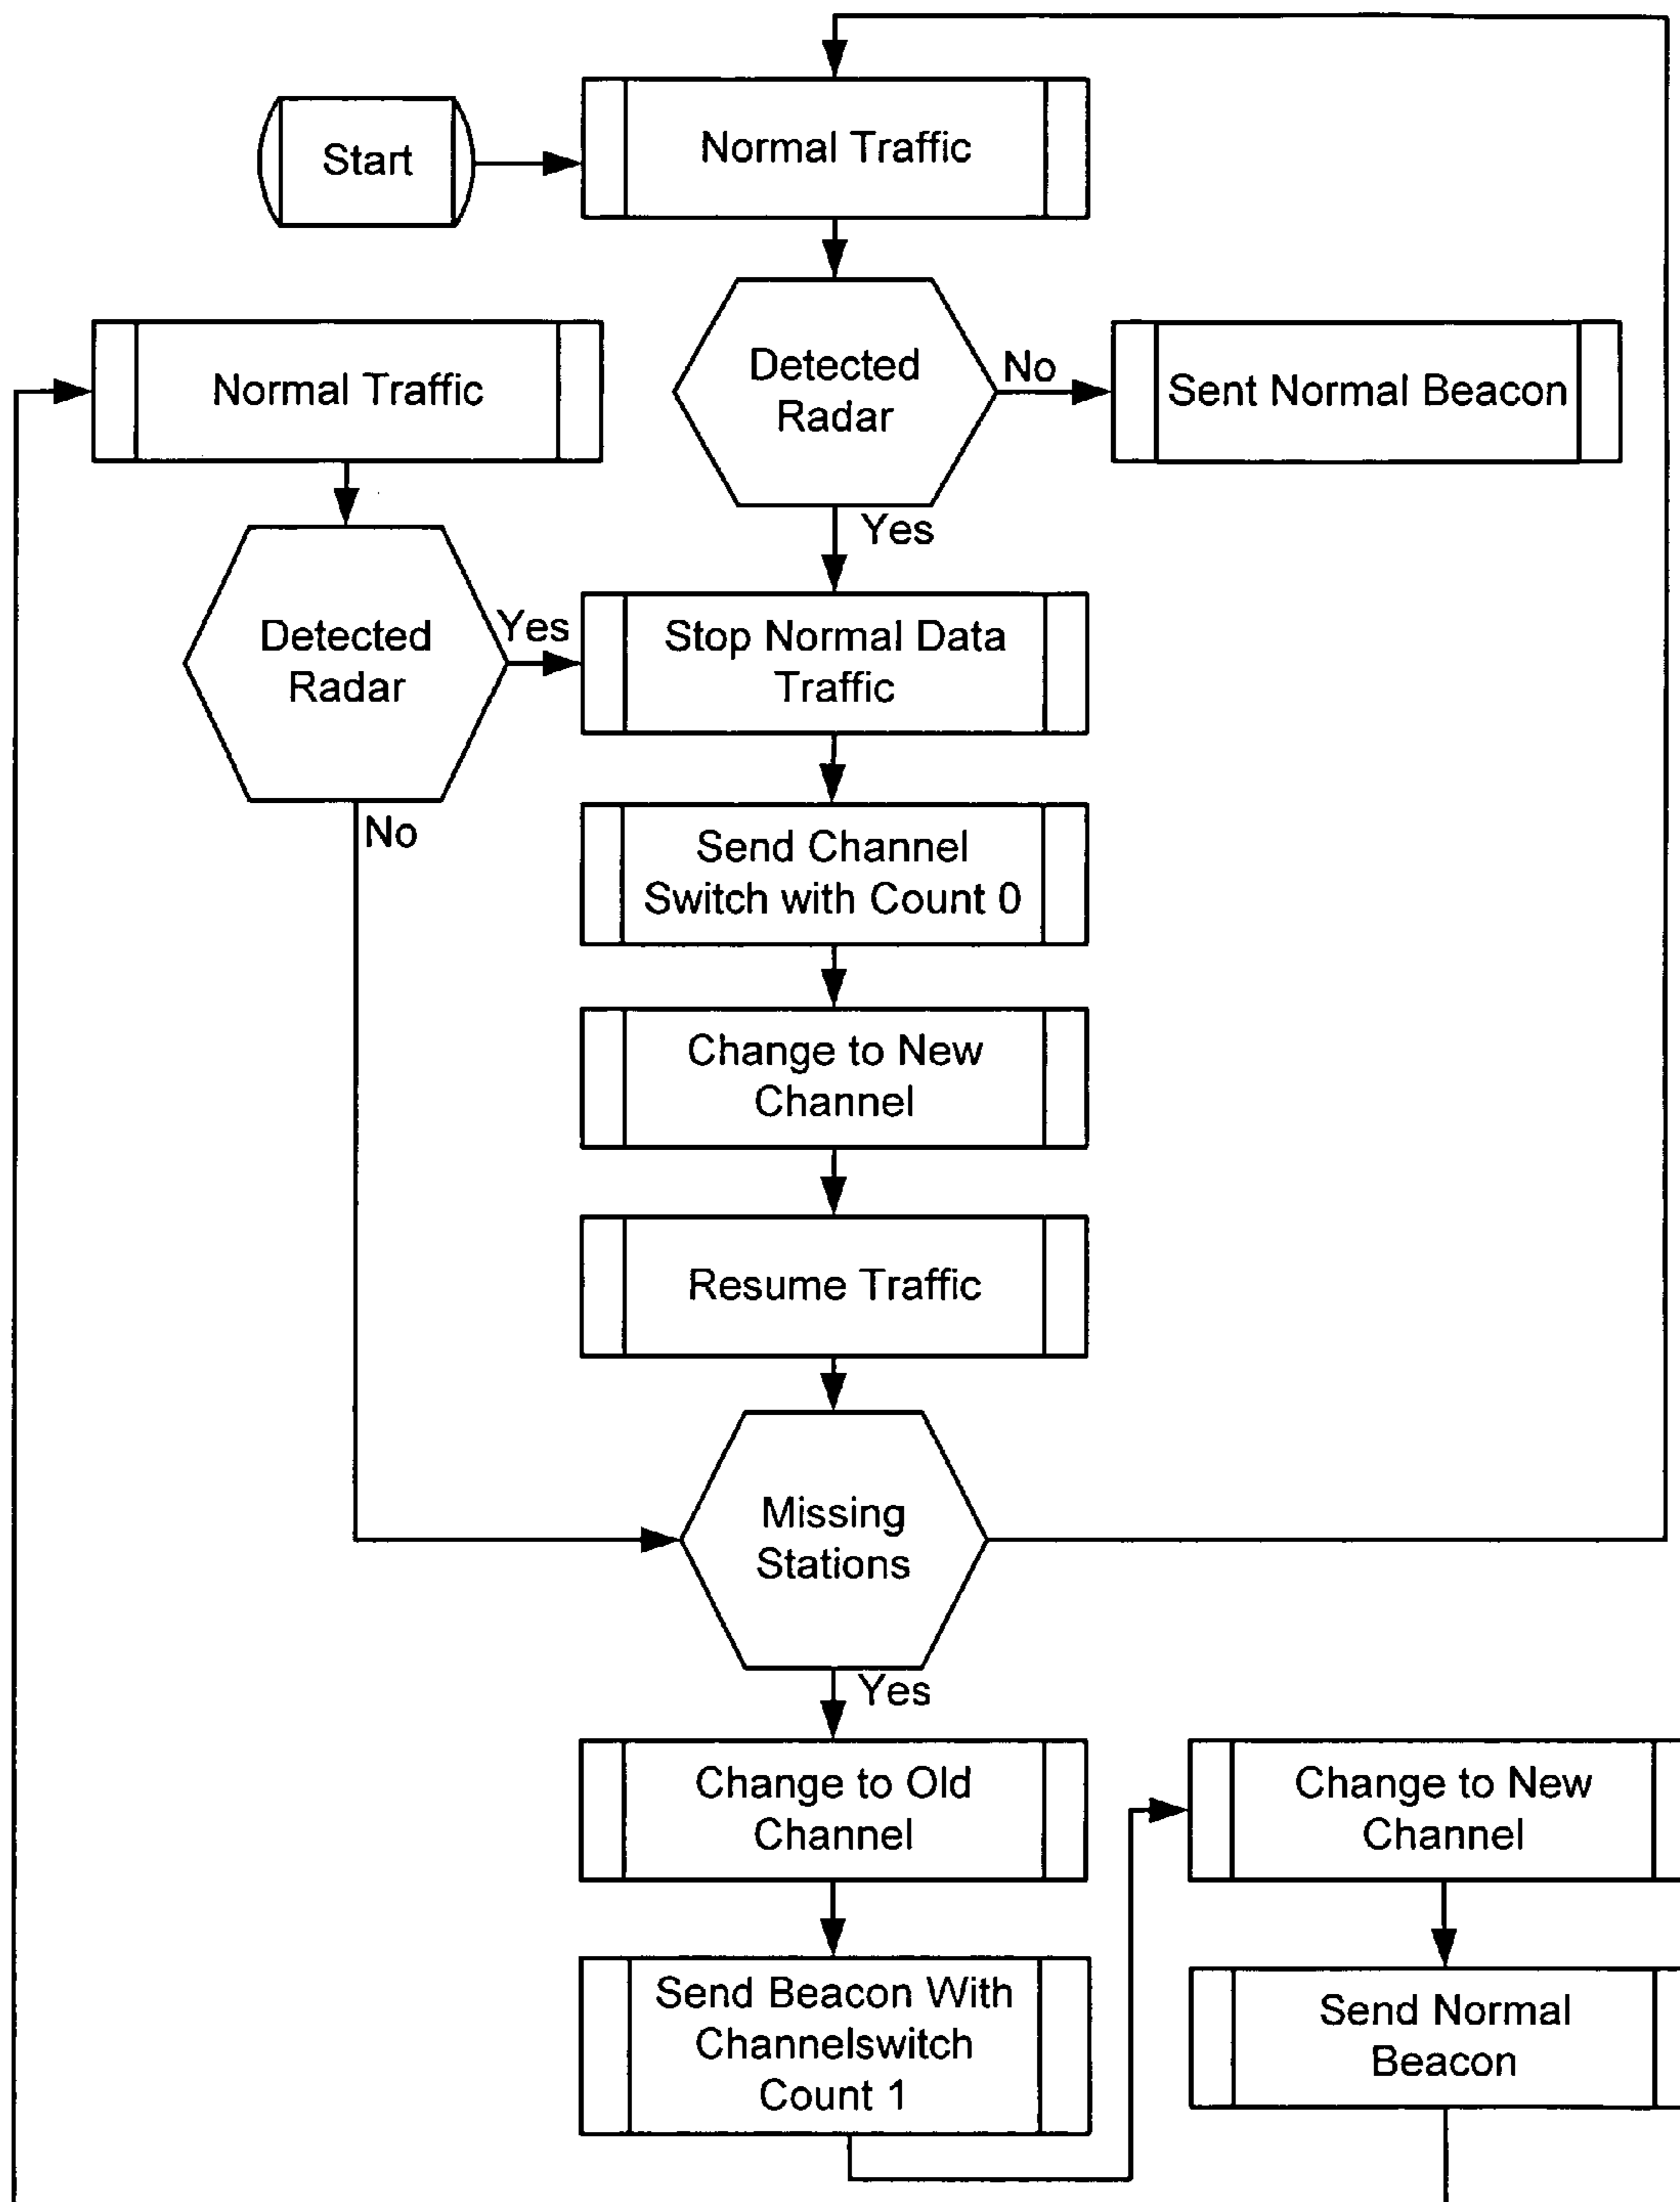 Start
Normal Traffic
Normal Traffic
Detected
Radar
No
Sent Normal Beacon
Yes
Detected
Radar
Yes
No
Stop Normal Data
Traffic
Send Channel
Switch with Count 0
Change to New
Channel
Resume Traffic
Missing
Stations
Yes
Change to Old
Channel
Send Beacon With
Channelswitch
Count 1
Change to New
Channel
Send Normal
Beacon